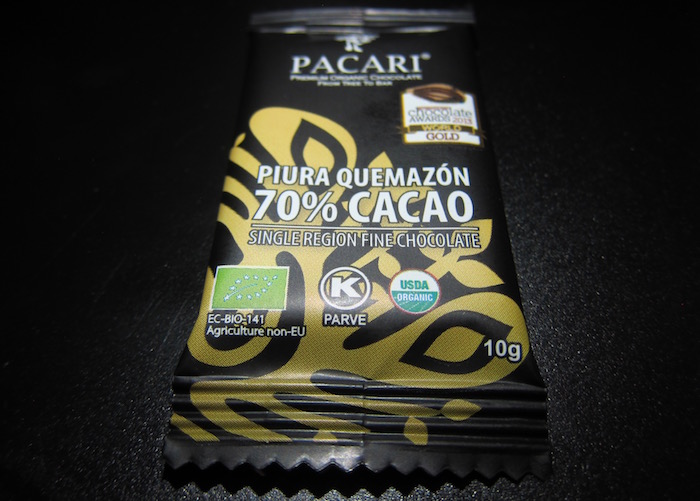 PACARI®
PREMIUM ORGANIC CHOCOLATE
FROM TREE TO BAR
chocolate
AWARDS 2013
WORLD
GOLD
PIURA QUEMAZÓN
70% CACAO
SINGLE REGION FINE CHOCOLATE
K
USDA
ORGANIC
EC-BIO-141
Agriculture non-EU
PARVE
10g